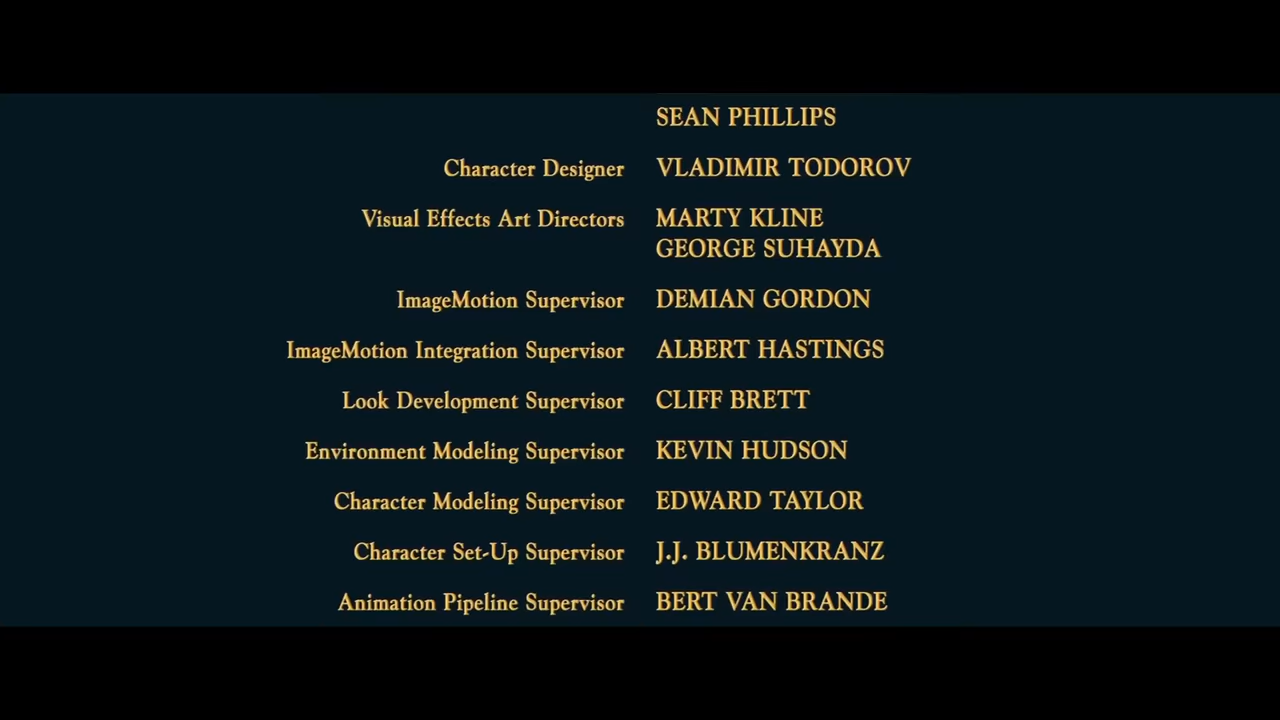 SEAN PHILLIPS
Character Designer VLADIMIR TODOROV
Visual Effects Art Directors MARTY KLINE
GEORGE SUHAYDA
ImageMotion Supervisor DEMIAN GORDON
ImageMotion Integration Supervisor ALBERT HASTINGS
Look Development Supervisor CLIFF BRETT
Environment Modeling Supervisor KEVIN HUDSON
Character Modeling Supervisor EDWARD TAYLOR
Character Set-Up Supervisor J.J. BLUMENKRANZ
Animation Pipeline Supervisor BERT VAN BRANDE